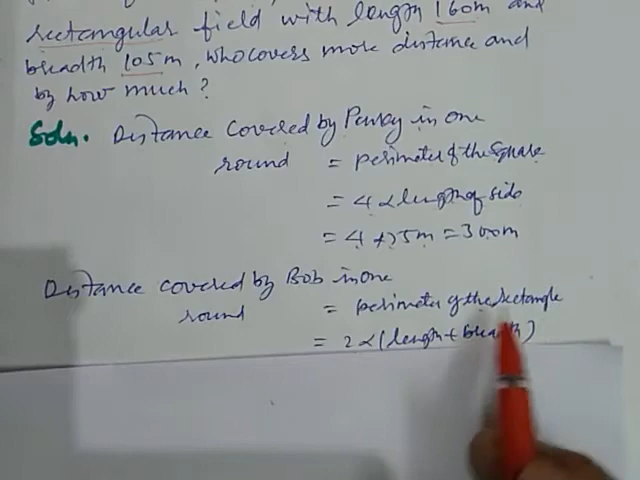 rectangular field with length 160m and
breadth 105m, who covers more distance and
by how much?
Soln. Distance covered by Pankaj in one
round = perimeter of the square
= 4 × length of side
= 4 × 75m = 300m
Distance covered by Bob in one
round = perimeter of the rectangle
= 2 × (length + breadth)